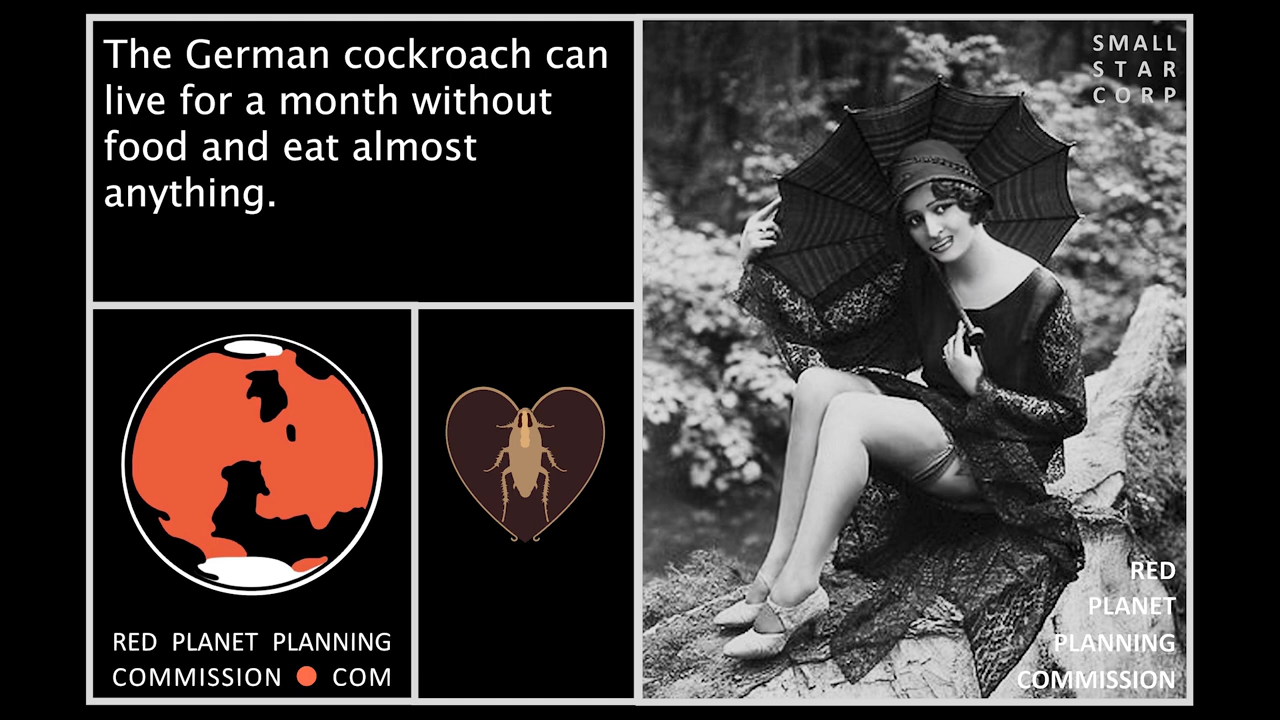 The German cockroach can
live for a month without
food and eat almost
anything.
RED PLANET PLANNING
COMMISSION COM
SMALL
STAR
CORP
RED
PLANET
PLANNING
COMMISSION